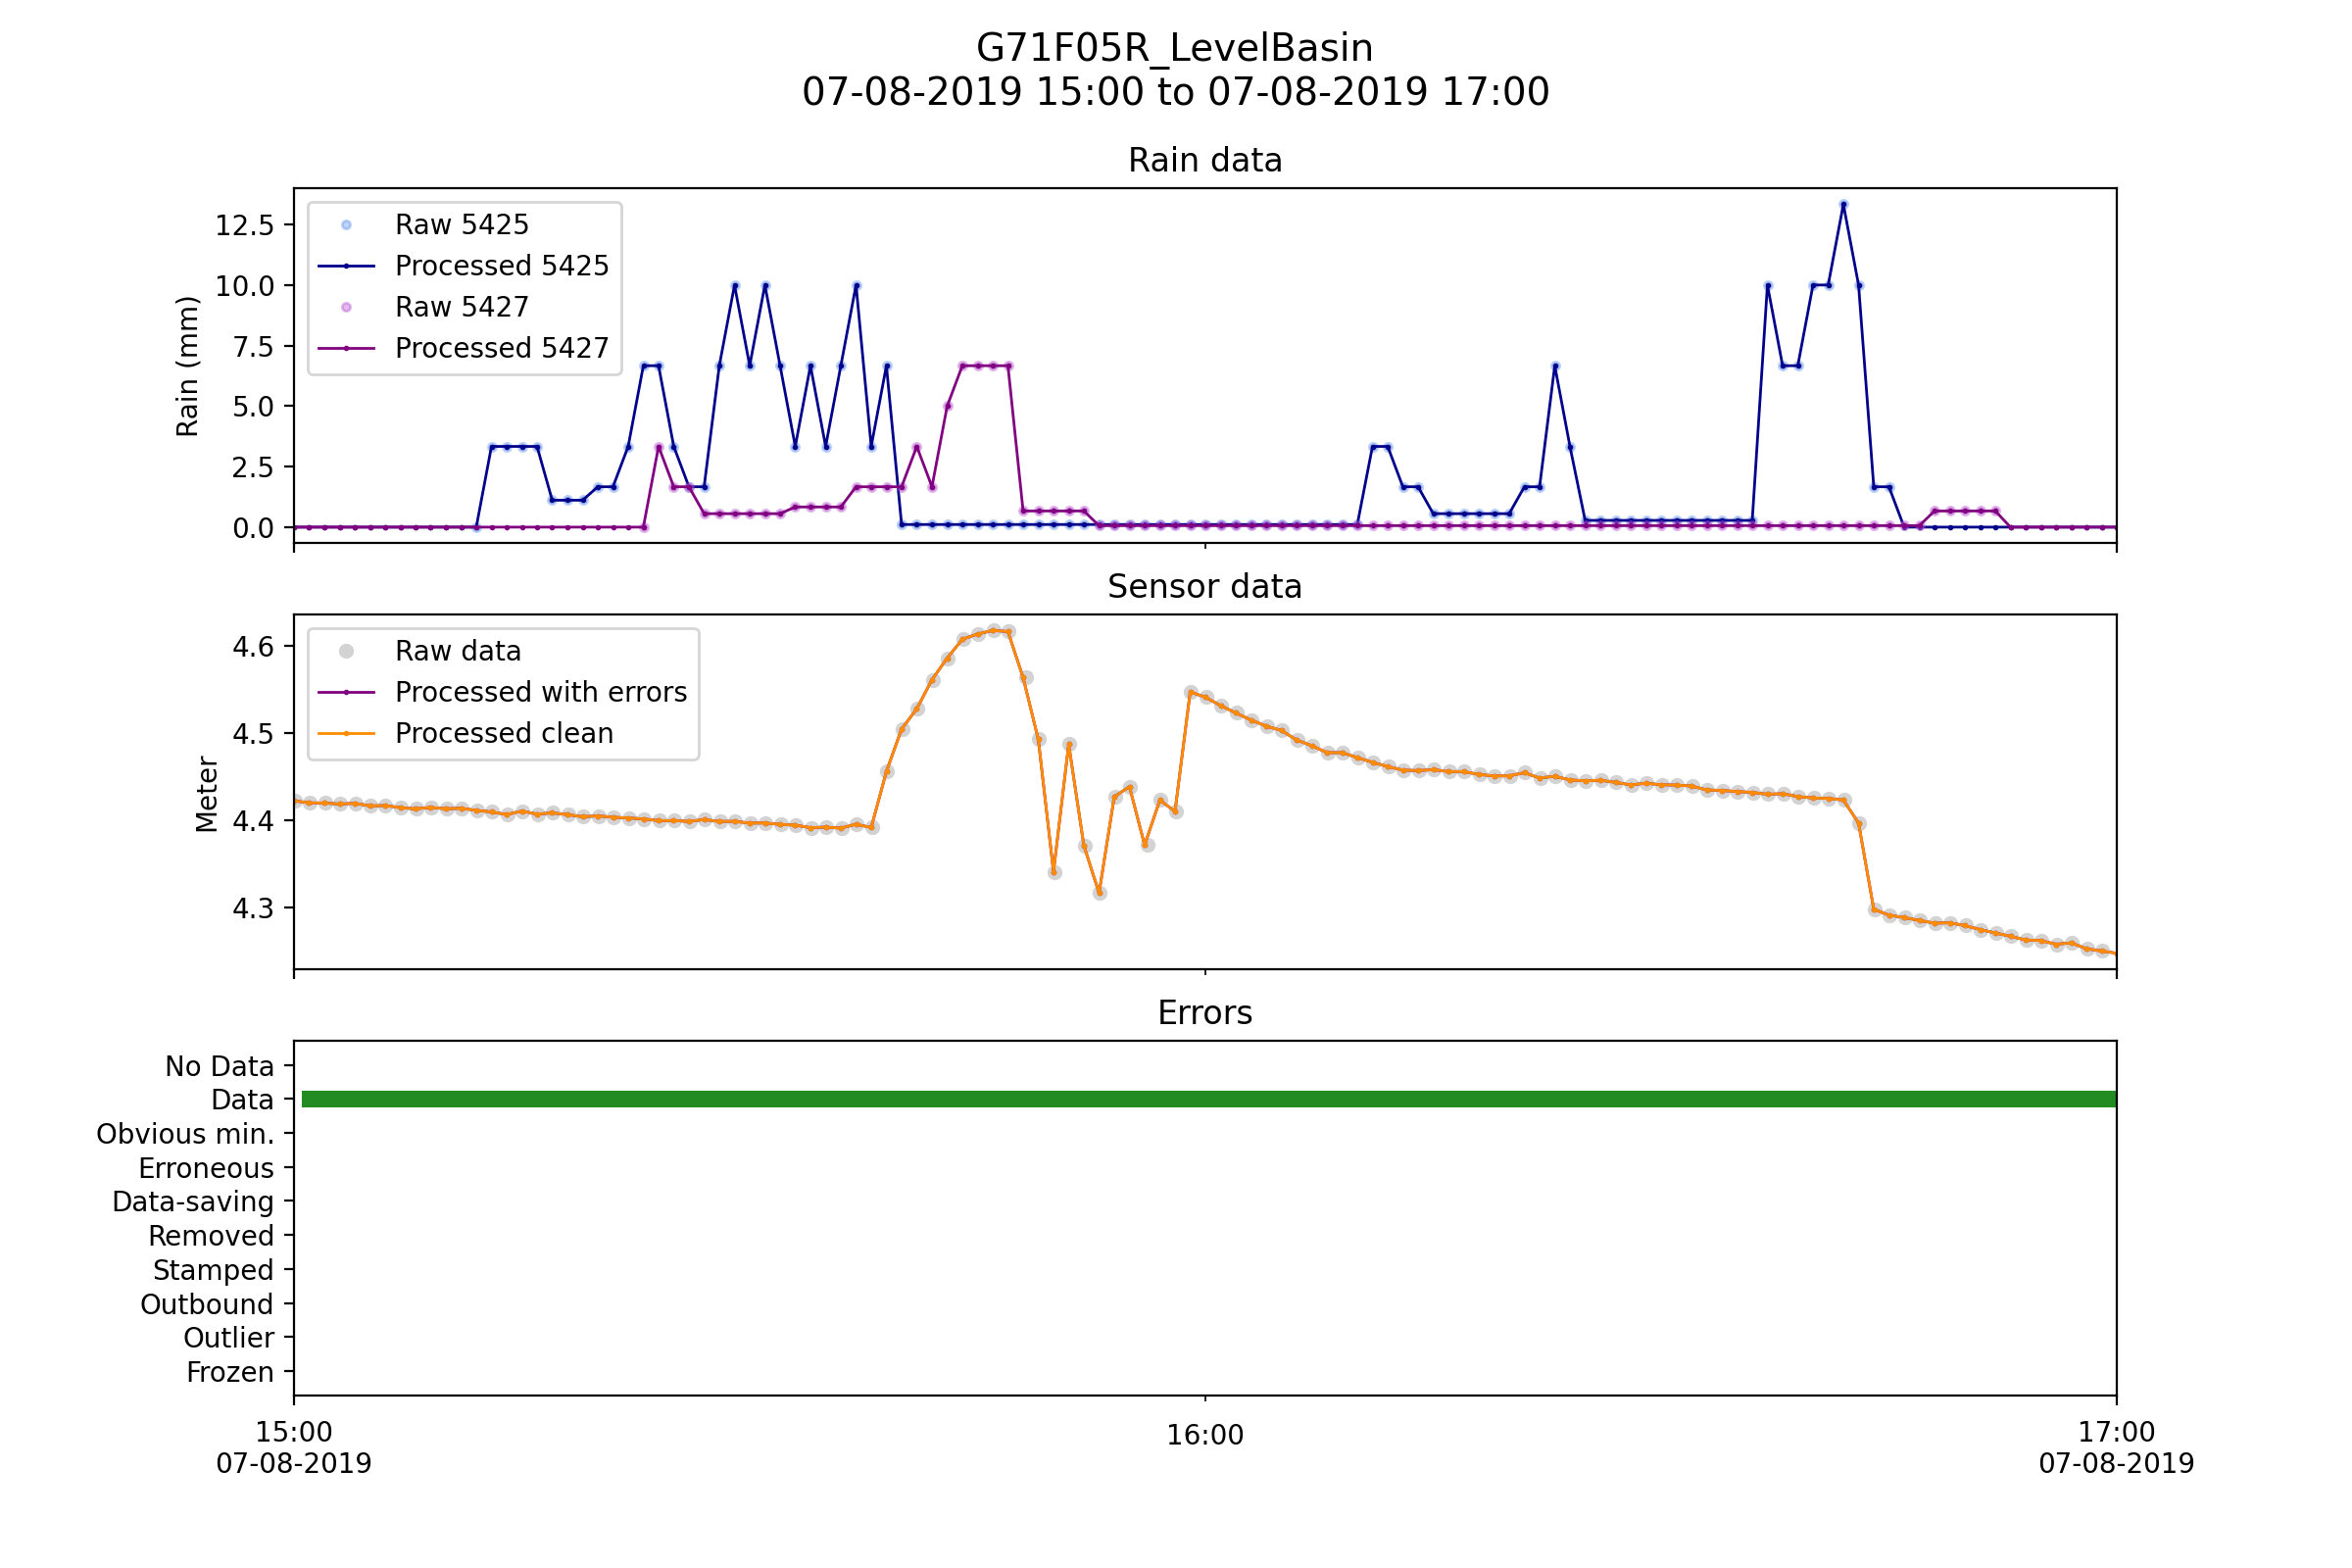 G71F05R_LevelBasin
07-08-2019 15:00 to 07-08-2019 17:00
Rain data
Rain (mm)
12.5
10.0
7.5
5.0
2.5
0.0
Raw 5425
Processed 5425
Raw 5427
Processed 5427
Sensor data
Meter
4.6
4.5
4.4
4.3
Raw data
Processed with errors
Processed clean
Errors
No Data
Data
Obvious min.
Erroneous
Data-saving
Removed
Stamped
Outbound
Outlier
Frozen
15:00
07-08-2019
16:00
17:00
07-08-2019